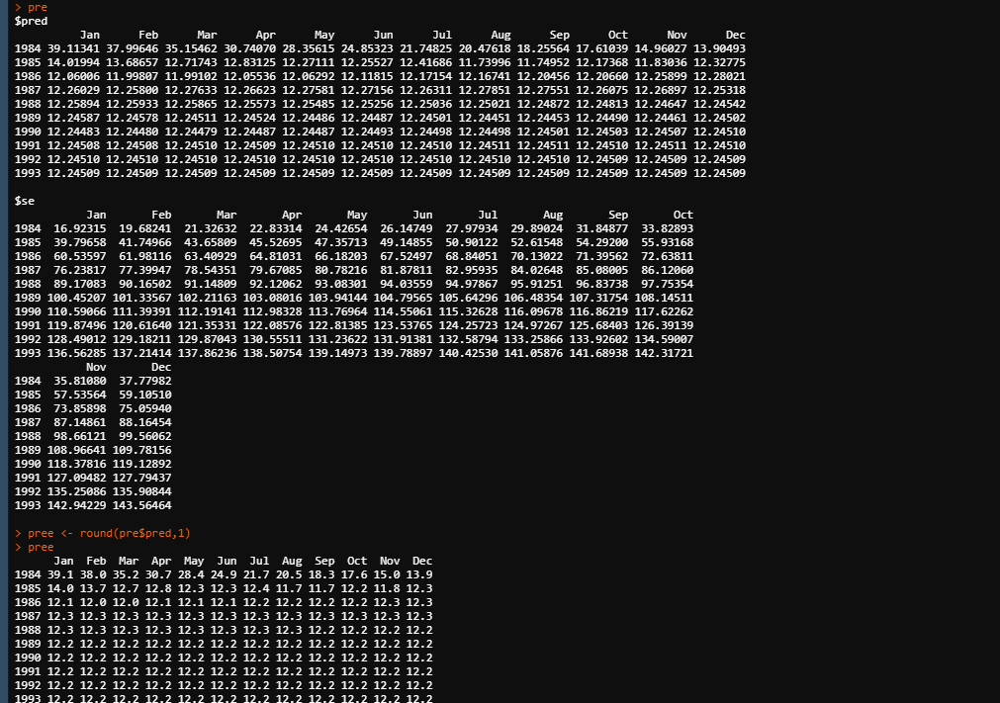 > pre
$pred
Jan Feb Mar Apr May Jun Jul Aug Sep Oct Nov Dec
1984 39.11341 37.99646 35.15462 30.74070 28.35615 24.85323 21.74825 20.47618 18.25564 17.61039 14.96027 13.90493
1985 14.01994 13.68657 12.71743 12.83125 12.27111 12.25527 12.41686 11.73996 11.74952 12.17368 11.83036 12.32775
1986 12.06006 11.99807 11.99102 12.05536 12.06292 12.11815 12.17154 12.16741 12.20456 12.20660 12.25899 12.28021
1987 12.26029 12.25800 12.27633 12.26623 12.27581 12.27156 12.26311 12.27851 12.27551 12.26075 12.26897 12.25318
1988 12.25894 12.25933 12.25865 12.25573 12.25485 12.25256 12.25036 12.25021 12.24872 12.24813 12.24647 12.24542
1989 12.24587 12.24578 12.24511 12.24524 12.24486 12.24487 12.24501 12.24451 12.24453 12.24490 12.24461 12.24502
1990 12.24483 12.24480 12.24479 12.24487 12.24487 12.24493 12.24498 12.24498 12.24501 12.24503 12.24507 12.24510
1991 12.24508 12.24508 12.24510 12.24509 12.24510 12.24510 12.24510 12.24511 12.24511 12.24510 12.24511 12.24510
1992 12.24510 12.24510 12.24510 12.24510 12.24510 12.24510 12.24510 12.24510 12.24510 12.24509 12.24509 12.24509
1993 12.24509 12.24509 12.24509 12.24509 12.24509 12.24509 12.24509 12.24509 12.24509 12.24509 12.24509 12.24509
$se
Jan Feb Mar Apr May Jun Jul Aug Sep Oct
1984 16.92315 19.68241 21.32632 22.83314 24.42654 26.14749 27.97934 29.89024 31.84877 33.82893
1985 39.79658 41.74966 43.65809 45.52695 47.35713 49.14855 50.90122 52.61548 54.29200 55.93168
1986 60.53597 61.98116 63.40929 64.81031 66.18203 67.52497 68.84051 70.13022 71.39562 72.63811
1987 76.23817 77.39947 78.54351 79.67085 80.78216 81.87811 82.95935 84.02648 85.08005 86.12060
1988 89.17083 90.16502 91.14809 92.12062 93.08301 94.03559 94.97867 95.91251 96.83738 97.75354
1989 100.45207 101.33567 102.21163 103.08016 103.94144 104.79565 105.64296 106.48354 107.31754 108.14511
1990 110.59066 111.39391 112.19141 112.98328 113.76964 114.55061 115.32628 116.09678 116.86219 117.62262
1991 119.87496 120.61640 121.35331 122.08576 122.81385 123.53765 124.25723 124.97267 125.68403 126.39139
1992 128.49012 129.18211 129.87043 130.55511 131.23622 131.91381 132.58794 133.25866 133.92602 134.59007
1993 136.56285 137.21414 137.86236 138.50754 139.14973 139.78897 140.42530 141.05876 141.68938 142.31721
Nov Dec
1984 35.81080 37.77982
1985 57.53564 59.10510
1986 73.85898 75.05940
1987 87.14861 88.16454
1988 98.66121 99.56062
1989 108.96641 109.78156
1990 118.37816 119.12892
1991 127.09482 127.79437
1992 135.25086 135.90844
1993 142.94229 143.56464
> pree <- round(pre$pred,1)
> pree
Jan Feb Mar Apr May Jun Jul Aug Sep Oct Nov Dec
1984 39.1 38.0 35.2 30.7 28.4 24.9 21.7 20.5 18.3 17.6 15.0 13.9
1985 14.0 13.7 12.7 12.8 12.3 12.3 12.4 11.7 11.7 12.2 11.8 12.3
1986 12.1 12.0 12.0 12.1 12.1 12.1 12.2 12.2 12.2 12.2 12.3 12.3
1987 12.3 12.3 12.3 12.3 12.3 12.3 12.3 12.3 12.3 12.3 12.3 12.3
1988 12.3 12.3 12.3 12.3 12.3 12.3 12.3 12.3 12.2 12.2 12.2 12.2
1989 12.2 12.2 12.2 12.2 12.2 12.2 12.2 12.2 12.2 12.2 12.2 12.2
1990 12.2 12.2 12.2 12.2 12.2 12.2 12.2 12.2 12.2 12.2 12.2 12.2
1991 12.2 12.2 12.2 12.2 12.2 12.2 12.2 12.2 12.2 12.2 12.2 12.2
1992 12.2 12.2 12.2 12.2 12.2 12.2 12.2 12.2 12.2 12.2 12.2 12.2
1993 12.2 12.2 12.2 12.2 12.2 12.2 12.2 12.2 12.2 12.2 12.2 12.2